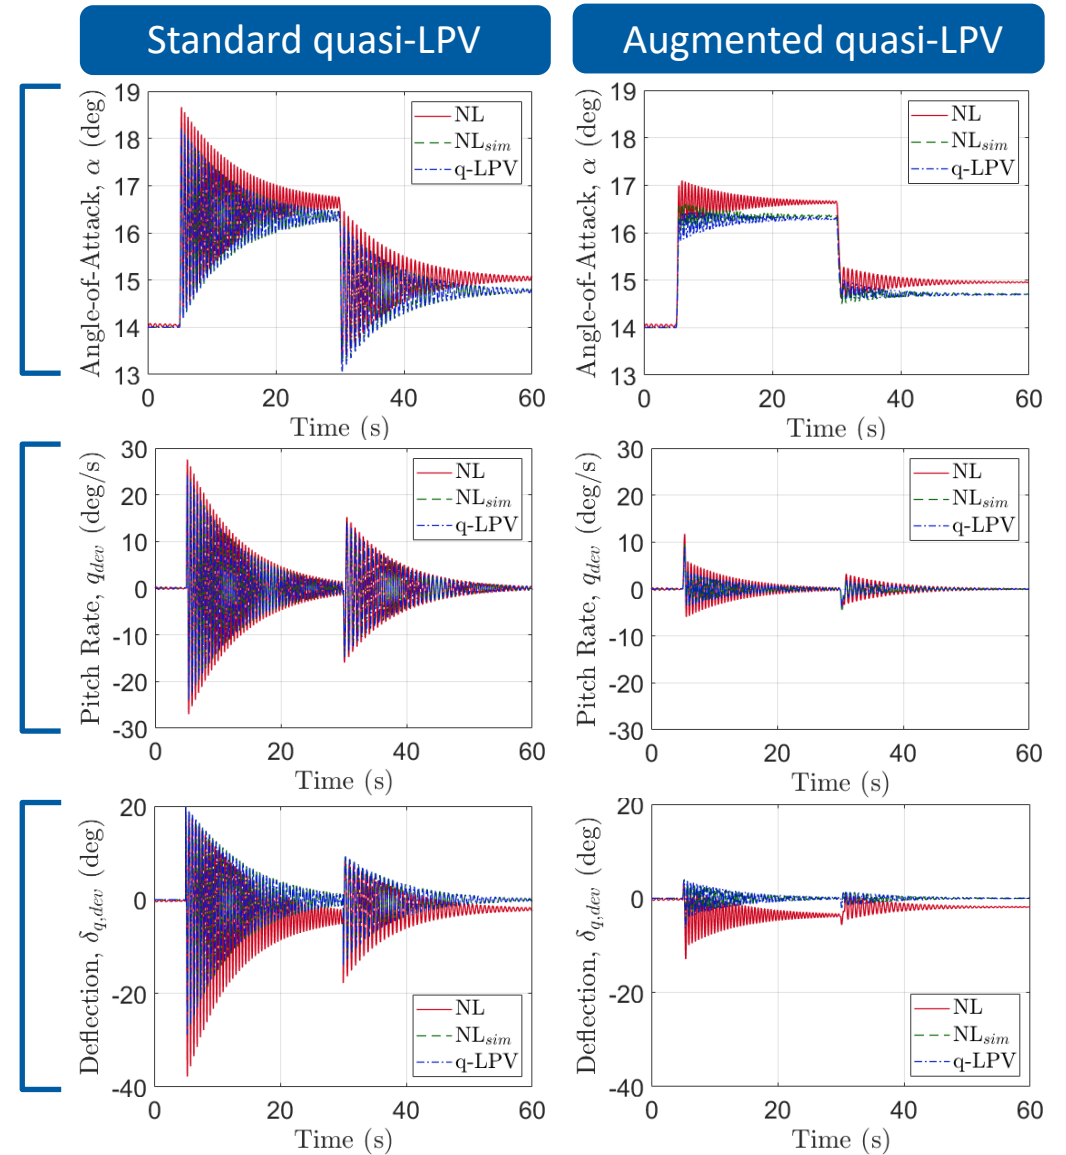 Standard quasi-LPV
Augmented quasi-LPV
Angle-of-Attack, α (deg)
19
18
17
16
15
14
13
0
20
40
60
Time (s)
NL
NLsim
q-LPV
Angle-of-Attack, α (deg)
19
18
17
16
15
14
13
0
20
40
60
Time (s)
NL
NLsim
q-LPV
Pitch Rate, qdev (deg/s)
30
20
10
0
-10
-20
-30
0
20
40
60
Time (s)
NL
NLsim
q-LPV
Pitch Rate, qdev (deg/s)
30
20
10
0
-10
-20
-30
0
20
40
60
Time (s)
NL
NLsim
q-LPV
Deflection, δq,dev (deg)
20
0
-20
-40
0
20
40
60
Time (s)
NL
NLsim
q-LPV
Deflection, δq,dev (deg)
20
0
-20
-40
0
20
40
60
Time (s)
NL
NLsim
q-LPV